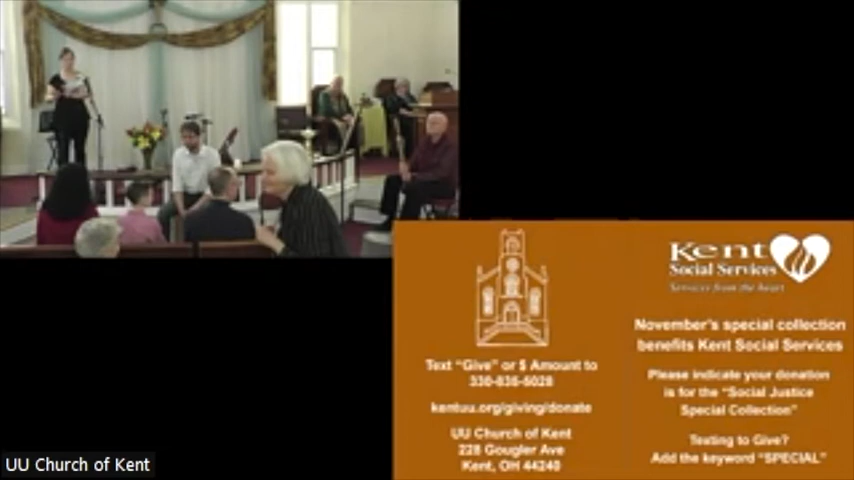 Kent
Social Services
Services from the heart
November's special collection
benefits Kent Social Services
Please indicate your donation
is for the "Social Justice
Special Collection"
Texting to Give?
Add the keyword "SPECIAL"
Text "Give" or $ Amount to
330-835-5028
kentuu.org/giving/donate
UU Church of Kent
228 Gougler Ave
Kent, OH 44240
UU Church of Kent